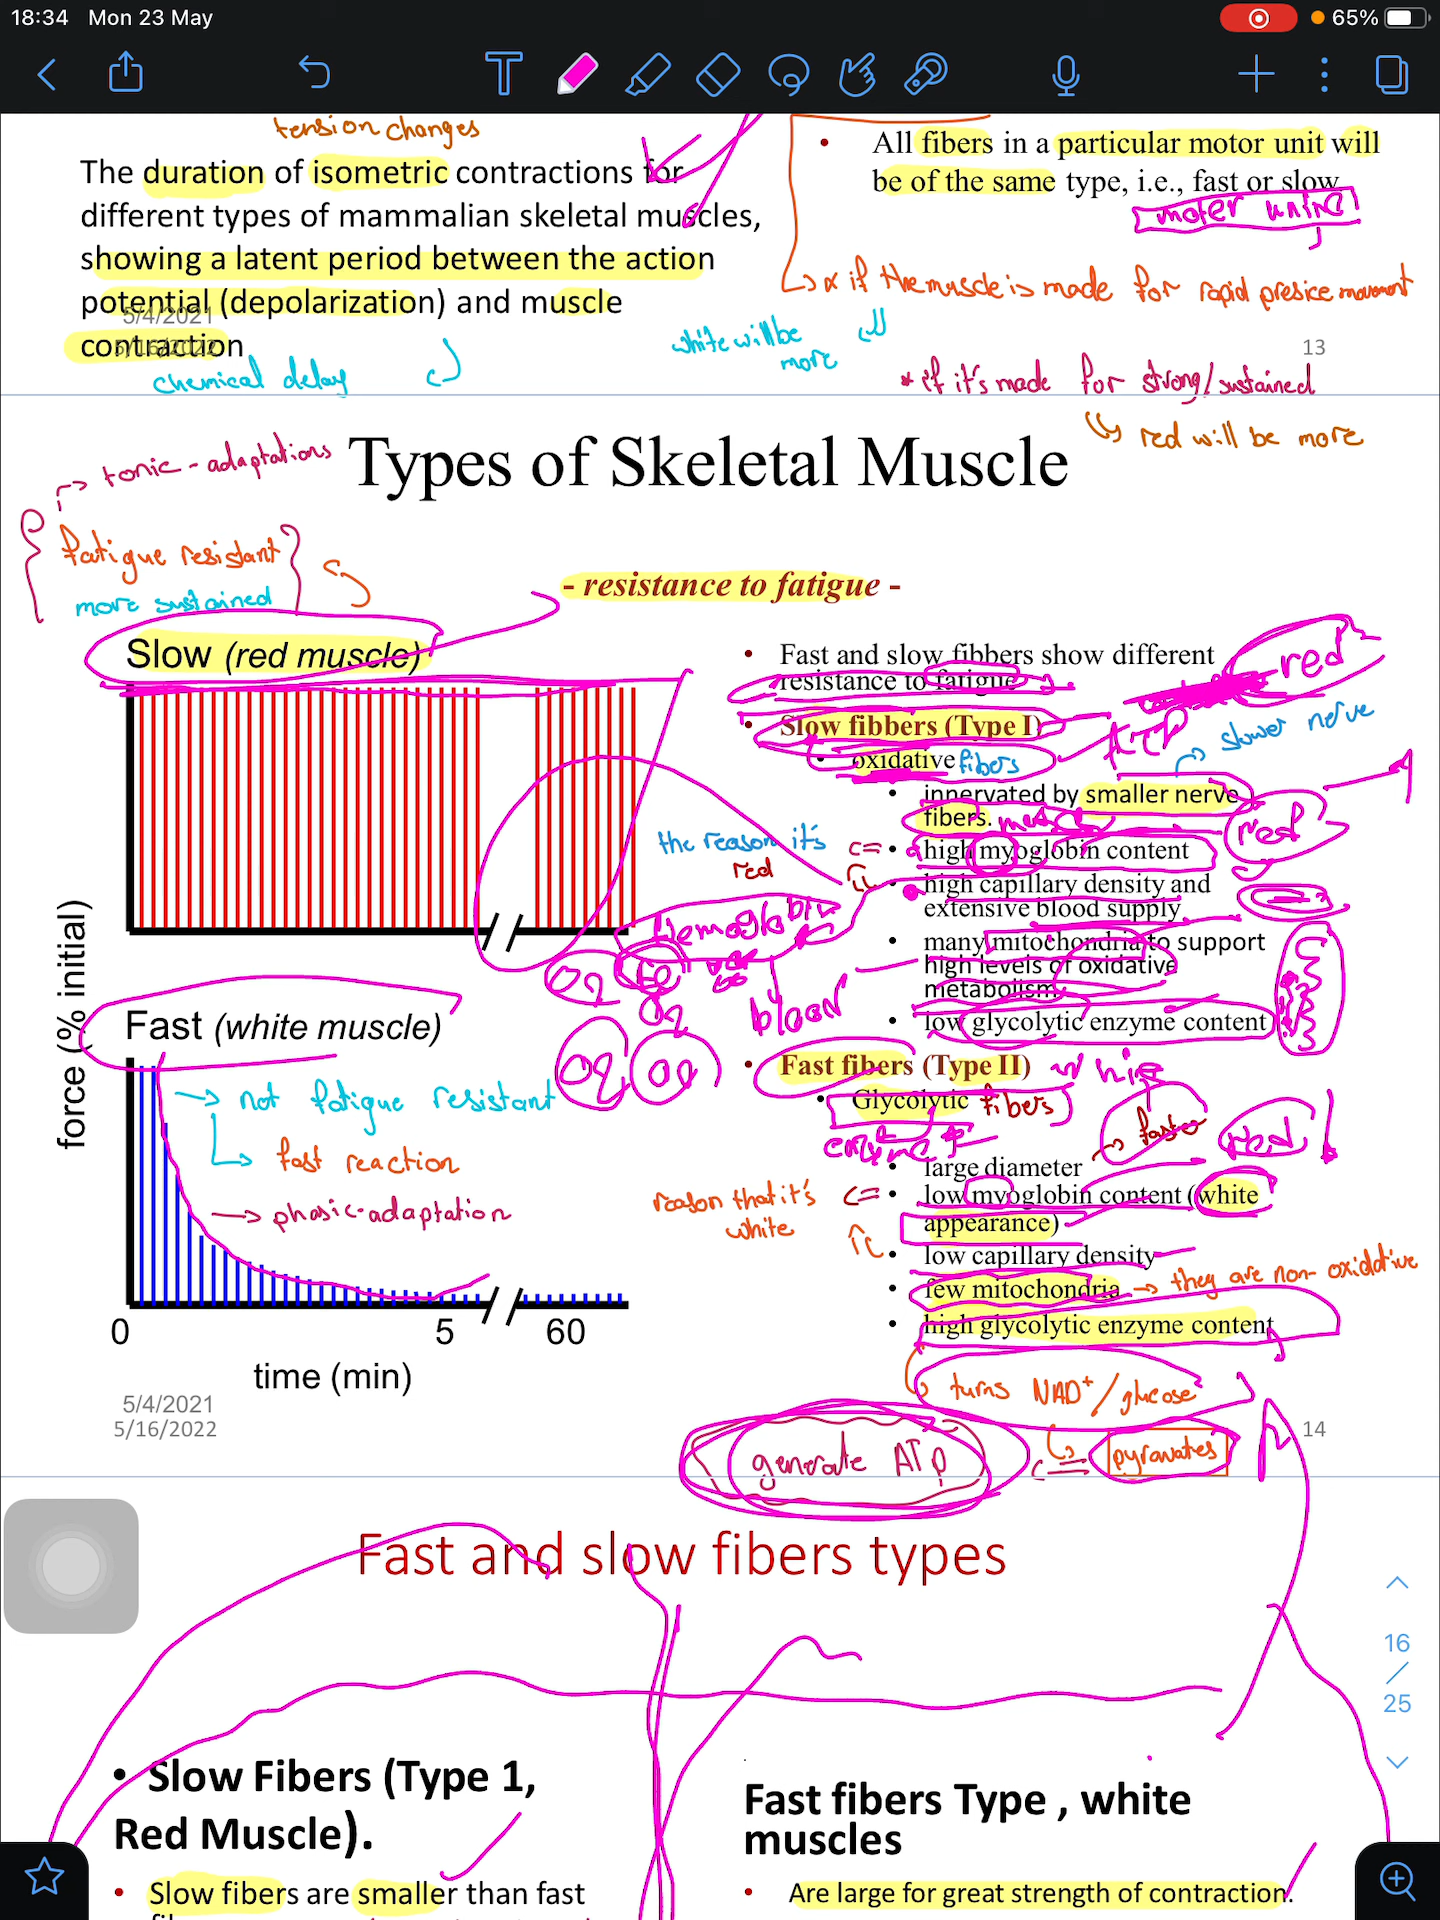 18:34 Mon 23 May
65%
tension changes
The duration of isometric contractions for
different types of mammalian skeletal muscles,
showing a latent period between the action
potential (depolarization) and muscle
contraction
5/4/2021
5/16/2022
chemical delay
• All fibers in a particular motor unit will
be of the same type, i.e., fast or slow
moter
* if the muscle is made for rapid presice movement
white will be
more
* if it's made for strong/sustained
red will be more
13
tonic-adaptations
Types of Skeletal Muscle
fatigue resistant
more sustained
- resistance to fatigue -
Slow (red muscle)
• Fast and slow fibbers show different
resistance to fatigue
red
• Slow fibbers (Type I)
ATP
slower nerve
• oxidative fibers
• innervated by smaller nerve
fibers.
red
the reason it's
red
• high myoglobin content
• high capillary density and
extensive blood supply
Hemoglobin
O2
blood
• many mitochondria to support
high levels of oxidative
metabolism
• low glycolytic enzyme content
force (% initial)
Fast (white muscle)
O2
• Fast fibers (Type II)
• Glycolytic fibers
not fatigue resistant
fast reaction
phasic-adaptation
enzyme
faster
red
• large diameter
reason that it's
white
• low myoglobin content (white
appearance)
• low capillary density
• few mitochondria → they are non-oxidative
• high glycolytic enzyme content
0 5 60
time (min)
turns NAD+/glucose
pyruvates
generate ATP
5/4/2021
5/16/2022
14
Fast and slow fibers types
16
/
25
• Slow Fibers (Type 1,
Red Muscle).
• Slow fibers are smaller than fast
Fast fibers Type , white
muscles
• Are large for great strength of contraction.